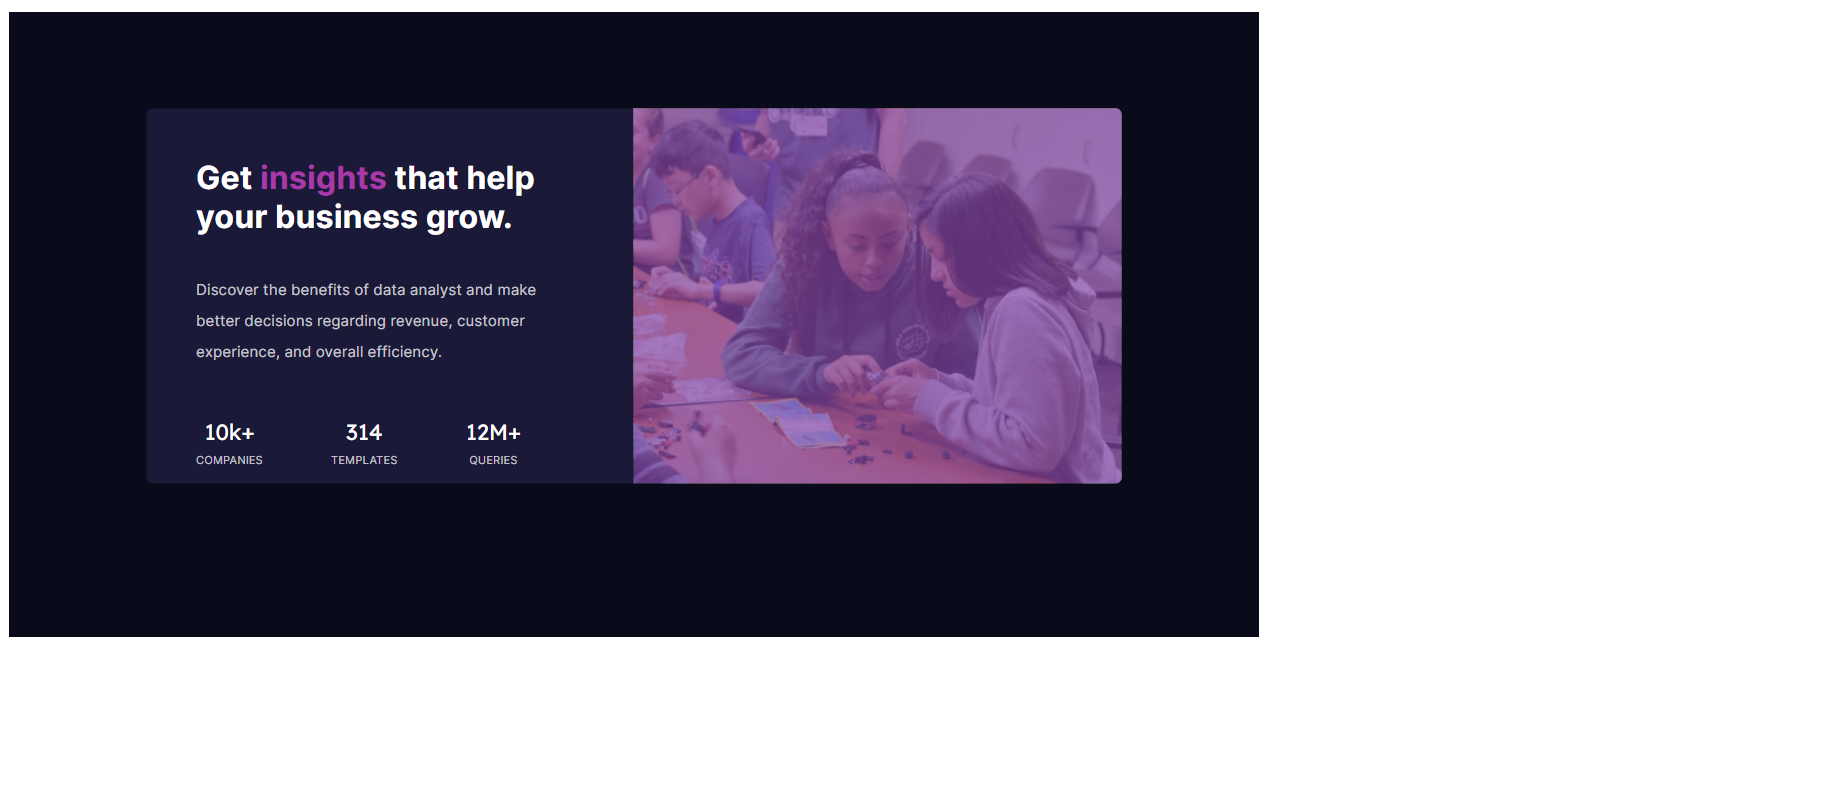 Get insights that help
your business grow.
Discover the benefits of data analyst and make
better decisions regarding revenue, customer
experience, and overall efficiency.
10k+ 314 12M+
COMPANIES TEMPLATES QUERIES